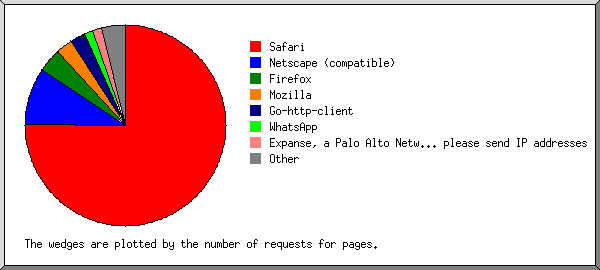 Safari
Netscape (compatible)
Firefox
Mozilla
Go-http-client
WhatsApp
Expanse, a Palo Alto Netw... please send IP addresses
Other
The wedges are plotted by the number of requests for pages.